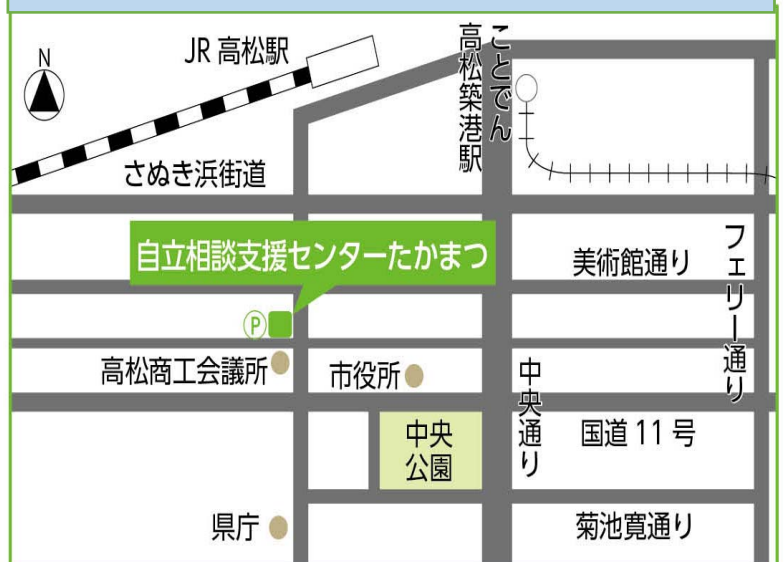 N
JR 高松駅
ことでん
高松築港駅
さぬき浜街道
自立相談支援センターたかまつ
美術館通り
フェリー通り
P
高松商工会議所
市役所
中央通り
中央
公園
国道 11 号
県庁
菊池寛通り